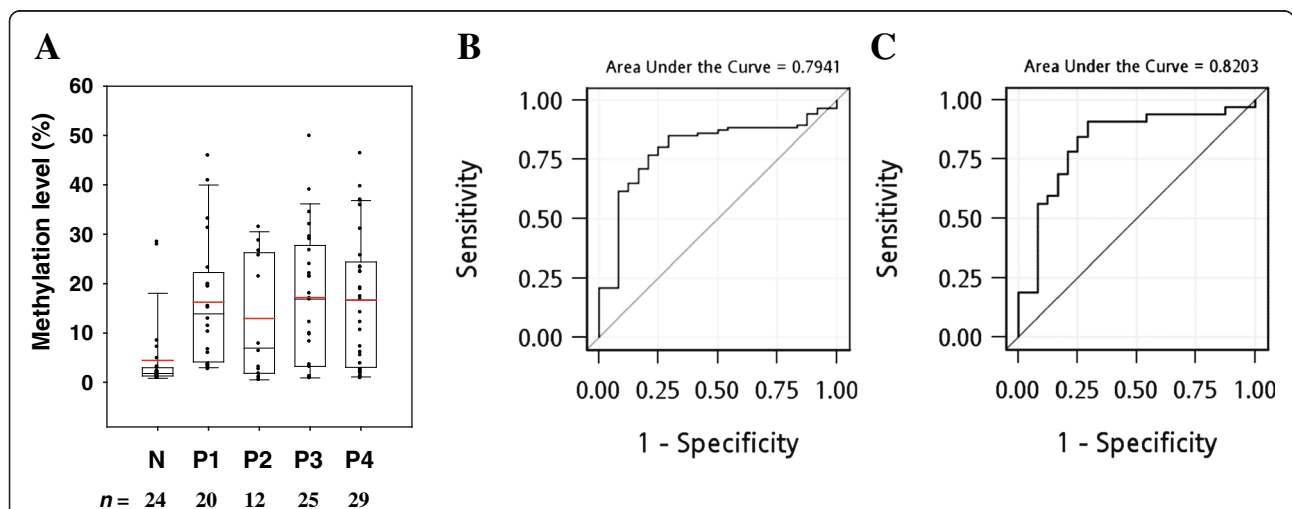 A
Methylation level (%)
60
50
40
30
20
10
0
N P1 P2 P3 P4
n = 24 20 12 25 29
B
Area Under the Curve = 0.7941
Sensitivity
1.00
0.75
0.50
0.25
0.00
0.00 0.25 0.50 0.75 1.00
1 - Specificity
C
Area Under the Curve = 0.8203
Sensitivity
1.00
0.75
0.50
0.25
0.00
0.00 0.25 0.50 0.75 1.00
1 - Specificity